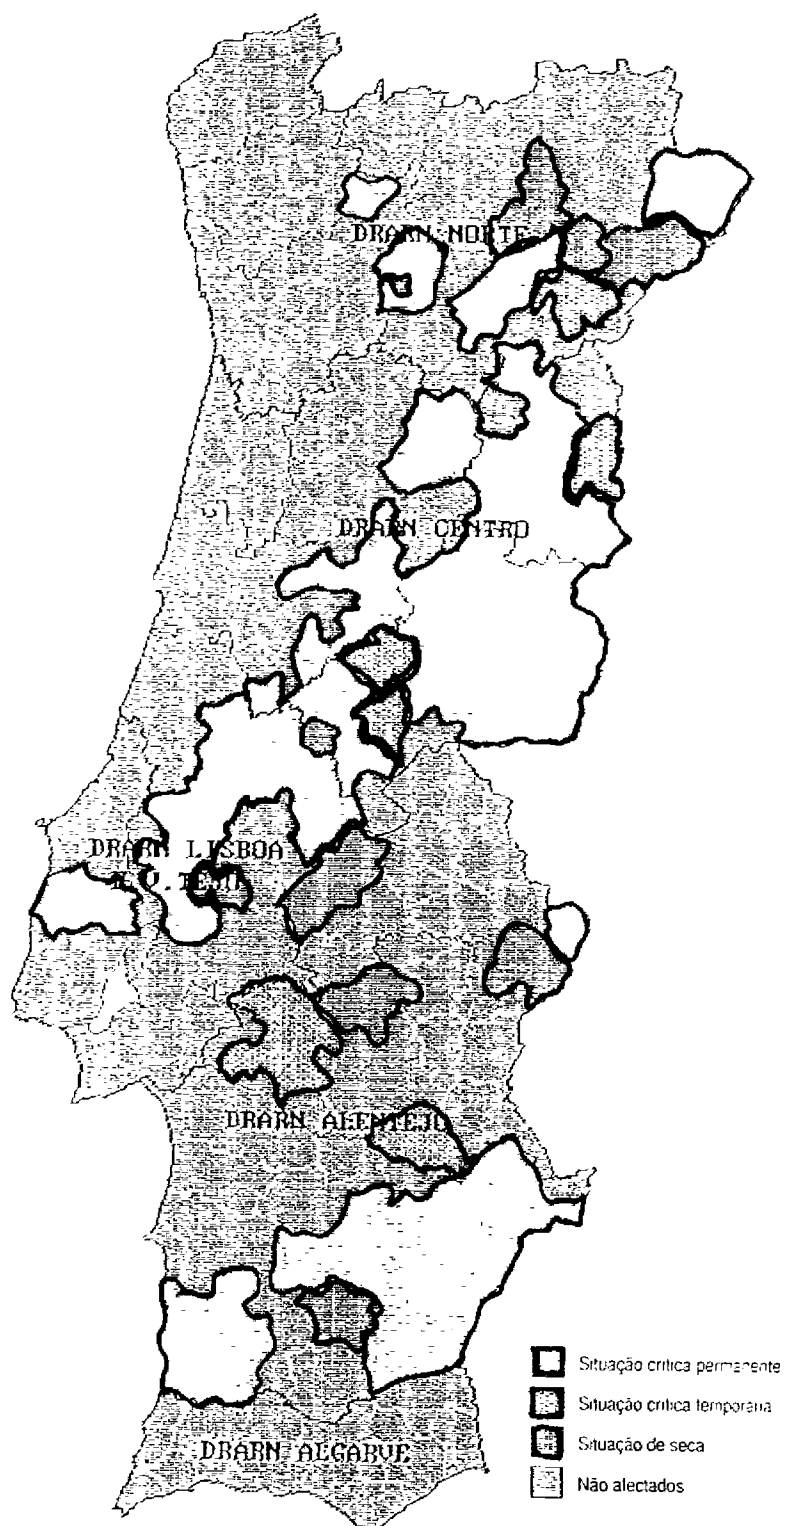 DRARN NORTE
DRARN CENTRO
DRARN LISBOA
E V.TEJO
DRARN ALENTEJO
DRARN ALGARVE
Situação crítica permanente
Situação crítica temporária
Situação de seca
Não afectados